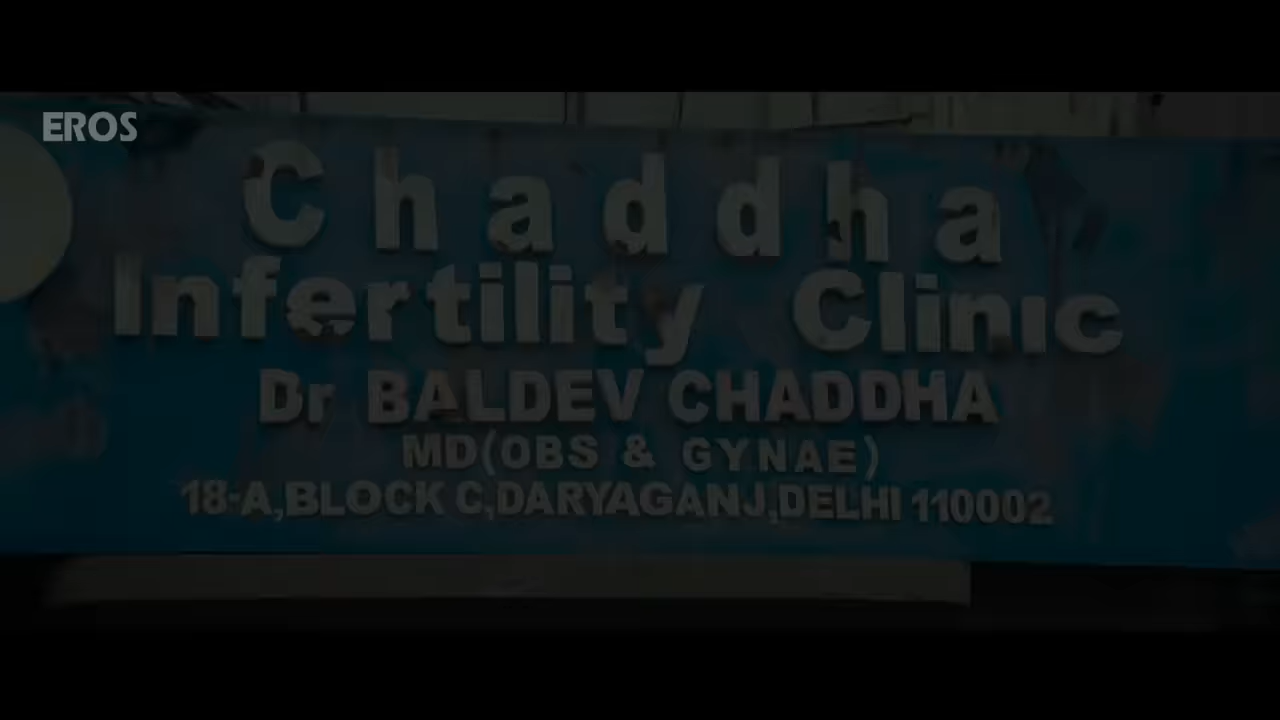 EROS
Chaddha
Infertility Clinic
Dr BALDEV CHADDHA
MD(OBS & GYNAE)
18-A,BLOCK C,DARYAGANJ,DELHI 110002